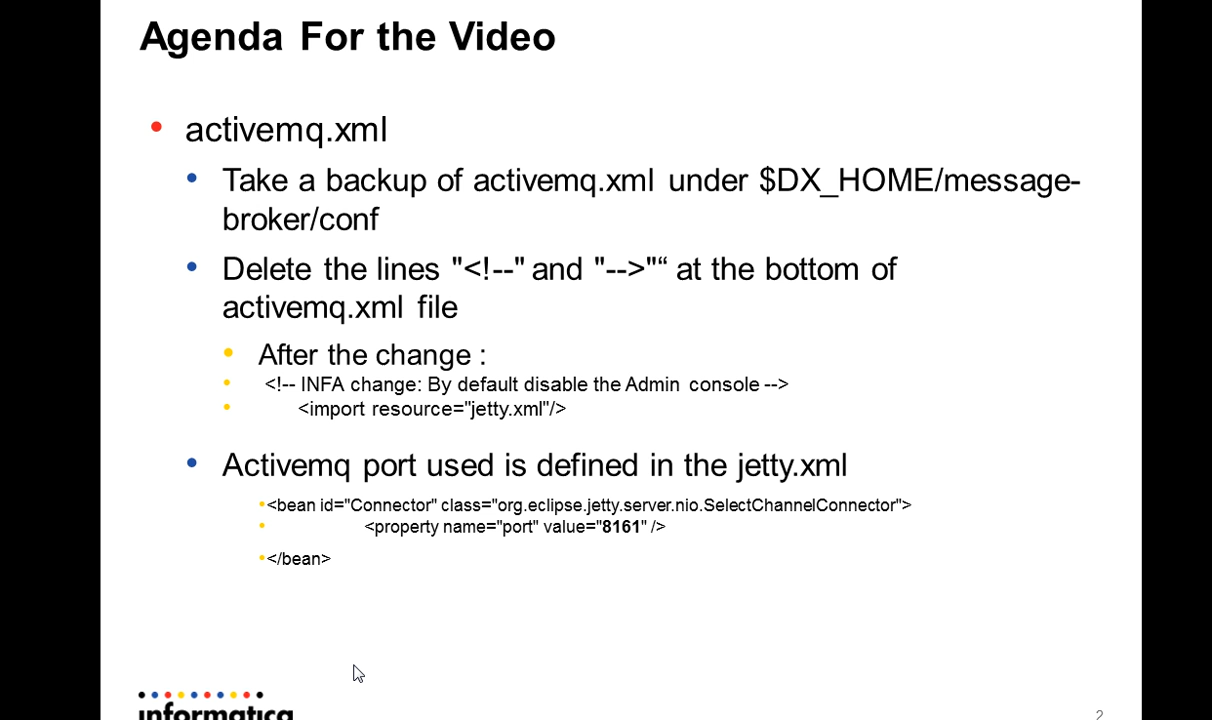 Agenda For the Video
• activemq.xml
• Take a backup of activemq.xml under $DX_HOME/message-
broker/conf
• Delete the lines "<!--" and "-->"“ at the bottom of
activemq.xml file
• After the change :
• <!-- INFA change: By default disable the Admin console -->
• <import resource="jetty.xml"/>
• Activemq port used is defined in the jetty.xml
•<bean id="Connector" class="org.eclipse.jetty.server.nio.SelectChannelConnector">
• <property name="port" value="8161" />
•</bean>
informatica
2